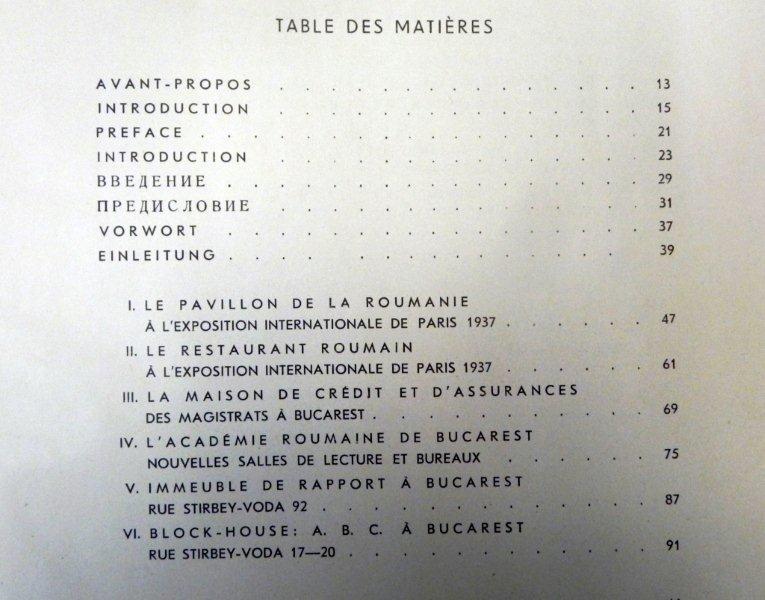 TABLE DES MATIÈRES
AVANT-PROPOS . . . . . . . . . . . . . . 13
INTRODUCTION . . . . . . . . . . . . . . 15
PREFACE . . . . . . . . . . . . . . . . . 21
INTRODUCTION . . . . . . . . . . . . . . 23
ВВЕДЕНИЕ . . . . . . . . . . . . . . . . 29
ПРЕДИСЛОВИЕ . . . . . . . . . . . . . . 31
VORWORT . . . . . . . . . . . . . . . . 37
EINLEITUNG . . . . . . . . . . . . . . . 39
I. LE PAVILLON DE LA ROUMANIE
À L'EXPOSITION INTERNATIONALE DE PARIS 1937 . . . . . . 47
II. LE RESTAURANT ROUMAIN
À L'EXPOSITION INTERNATIONALE DE PARIS 1937 . . . . . . 61
III. LA MAISON DE CRÉDIT ET D'ASSURANCES
DES MAGISTRATS À BUCAREST . . . . . . . . . . . 69
IV. L'ACADÉMIE ROUMAINE DE BUCAREST
NOUVELLES SALLES DE LECTURE ET BUREAUX . . . . . . 75
V. IMMEUBLE DE RAPPORT À BUCAREST
RUE STIRBEY-VODA 92 . . . . . . . . . . . . . 87
VI. BLOCK-HOUSE: A. B. C. À BUCAREST
RUE STIRBEY-VODA 17—20 . . . . . . . . . . . . 91